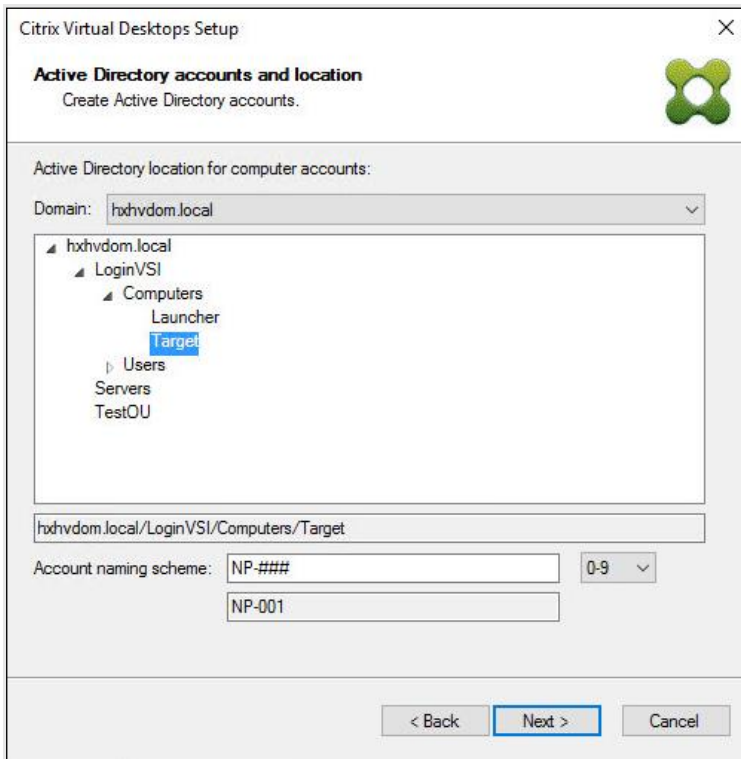 Citrix Virtual Desktops Setup
Active Directory accounts and location
Create Active Directory accounts.
Active Directory location for computer accounts:
Domain: hxhvdom.local
hxhvdom.local
LoginVSI
Computers
Launcher
Target
Users
Servers
TestOU
hxhvdom.local/LoginVSI/Computers/Target
Account naming scheme: NP-### 0-9
NP-001
< Back Next > Cancel